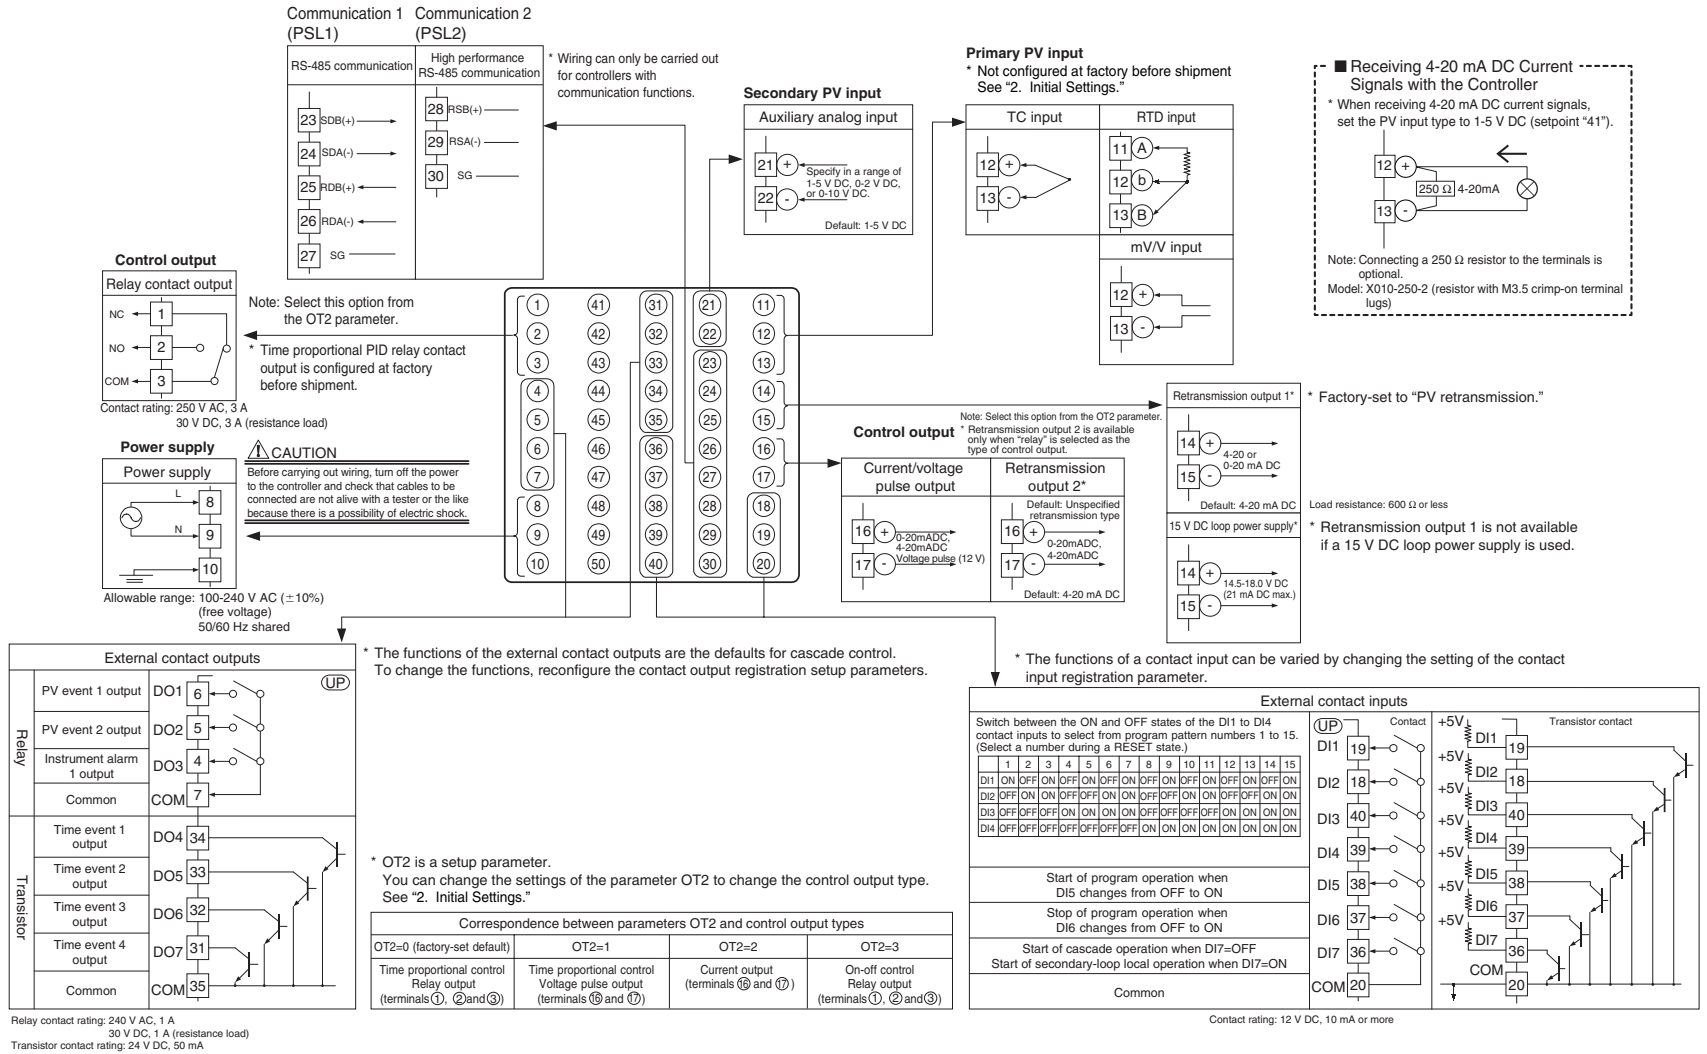 Communication 1
(PSL1)
Communication 2
(PSL2)
RS-485 communication
High performance
RS-485 communication
23 SDB(+)
24 SDA(-)
25 RDB(+)
26 RDA(-)
27 SG
28 RSB(+)
29 RSA(-)
30 SG
* Wiring can only be carried out
for controllers with
communication functions.
Secondary PV input
Auxiliary analog input
21 +
22 -
Specify in a range of
1-5 V DC, 0-2 V DC,
or 0-10 V DC.
Default: 1-5 V DC
Primary PV input
* Not configured at factory before shipment
See “2. Initial Settings.”
TC input
12 +
13 -
RTD input
11 A
12 b
13 B
mV/V input
12 +
13 -
■ Receiving 4-20 mA DC Current
Signals with the Controller
* When receiving 4-20 mA DC current signals,
set the PV input type to 1-5 V DC (setpoint “41”).
12 +
250 Ω 4-20mA
13 -
Note: Connecting a 250 Ω resistor to the terminals is
optional.
Model: X010-250-2 (resistor with M3.5 crimp-on terminal
lugs)
Control output
Relay contact output
NC 1
NO 2
COM 3
Contact rating: 250 V AC, 3 A
30 V DC, 3 A (resistance load)
Note: Select this option from
the OT2 parameter.
* Time proportional PID relay contact
output is configured at factory
before shipment.
Power supply
Power supply
L 8
N 9
10
Allowable range: 100-240 V AC (±10%)
(free voltage)
50/60 Hz shared
CAUTION
Before carrying out wiring, turn off the power
to the controller and check that cables to be
connected are not alive with a tester or the like
because there is a possibility of electric shock.
1 41 31 21 11
2 42 32 22 12
3 43 33 23 13
4 44 34 24 14
5 45 35 25 15
6 46 36 26 16
7 47 37 27 17
8 48 38 28 18
9 49 39 29 19
10 50 40 30 20
Note: Select this option from the OT2 parameter.
Control output
* Retransmission output 2 is available
only when “relay” is selected as the
type of control output.
Current/voltage
pulse output
16 +
17 -
0-20mADC,
4-20mADC
Voltage pulse (12 V)
Retransmission
output 2*
Default: Unspecified
retransmission type
16 +
17 -
0-20mADC,
4-20mADC
Default: 4-20 mA DC
Retransmission output 1*
14 +
15 -
4-20 or
0-20 mA DC
Default: 4-20 mA DC
* Factory-set to “PV retransmission.”
Load resistance: 600 Ω or less
15 V DC loop power supply*
14 +
15 -
14.5-18.0 V DC
(21 mA DC max.)
* Retransmission output 1 is not available
if a 15 V DC loop power supply is used.
External contact outputs
Relay
PV event 1 output DO1 6
PV event 2 output DO2 5
Instrument alarm
1 output
DO3 4
Common COM 7
UP
Transistor
Time event 1
output
DO4 34
Time event 2
output
DO5 33
Time event 3
output
DO6 32
Time event 4
output
DO7 31
Common COM 35
Relay contact rating: 240 V AC, 1 A
30 V DC, 1 A (resistance load)
Transistor contact rating: 24 V DC, 50 mA
* The functions of the external contact outputs are the defaults for cascade control.
To change the functions, reconfigure the contact output registration setup parameters.
* OT2 is a setup parameter.
You can change the settings of the parameter OT2 to change the control output type.
See “2. Initial Settings.”
Correspondence between parameters OT2 and control output types
OT2=0 (factory-set default) OT2=1 OT2=2 OT2=3
Time proportional control
Relay output
(terminals①, ②and③)
Time proportional control
Voltage pulse output
(terminals⑯ and ⑰)
Current output
(terminals⑯ and ⑰)
On-off control
Relay output
(terminals①, ②and③)
* The functions of a contact input can be varied by changing the setting of the contact
input registration parameter.
External contact inputs
Switch between the ON and OFF states of the DI1 to DI4
contact inputs to select from program pattern numbers 1 to 15.
(Select a number during a RESET state.)
1 2 3 4 5 6 7 8 9 10 11 12 13 14 15
DI1 ON OFF ON OFF ON OFF ON OFF ON OFF ON OFF ON OFF ON
DI2 OFF ON ON OFF OFF ON ON OFF OFF ON ON OFF OFF ON ON
DI3 OFF OFF OFF ON ON ON ON OFF OFF OFF OFF ON ON ON ON
DI4 OFF OFF OFF OFF OFF OFF OFF ON ON ON ON ON ON ON ON
Start of program operation when
DI5 changes from OFF to ON
Stop of program operation when
DI6 changes from OFF to ON
Start of cascade operation when DI7=OFF
Start of secondary-loop local operation when DI7=ON
Common
UP
Contact
DI1 19
DI2 18
DI3 40
DI4 39
DI5 38
DI6 37
DI7 36
COM 20
Transistor contact
+5V DI1 19
+5V DI2 18
+5V DI3 40
+5V DI4 39
+5V DI5 38
+5V DI6 37
+5V DI7 36
COM 20
Contact rating: 12 V DC, 10 mA or more